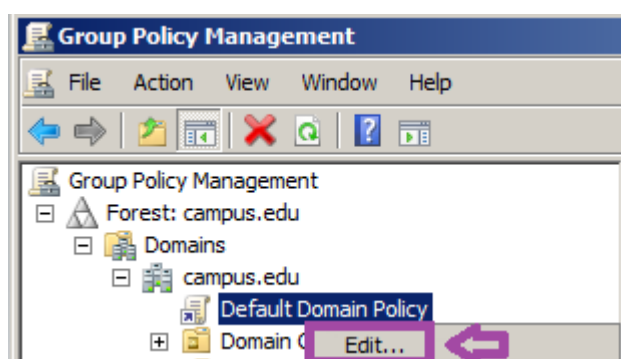 Group Policy Management
File Action View Window Help
Group Policy Management
Forest: campus.edu
Domains
campus.edu
Default Domain Policy
Domain
Edit...